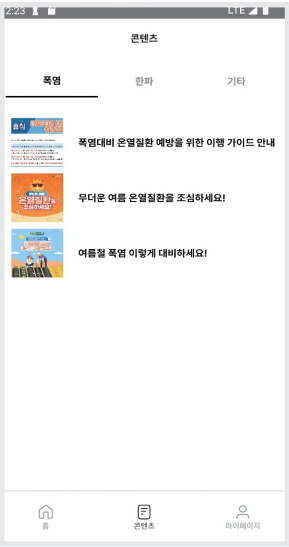 2:23
LTE
콘텐츠
폭염
한파
기타
휴식
폭염대비 온열질환 예방을 위한 이행 가이드 안내
온열질환을
조심하세요!
무더운 여름 온열질환을 조심하세요!
여름철 폭염 이렇게 대비하세요!
홈
콘텐츠
마이페이지